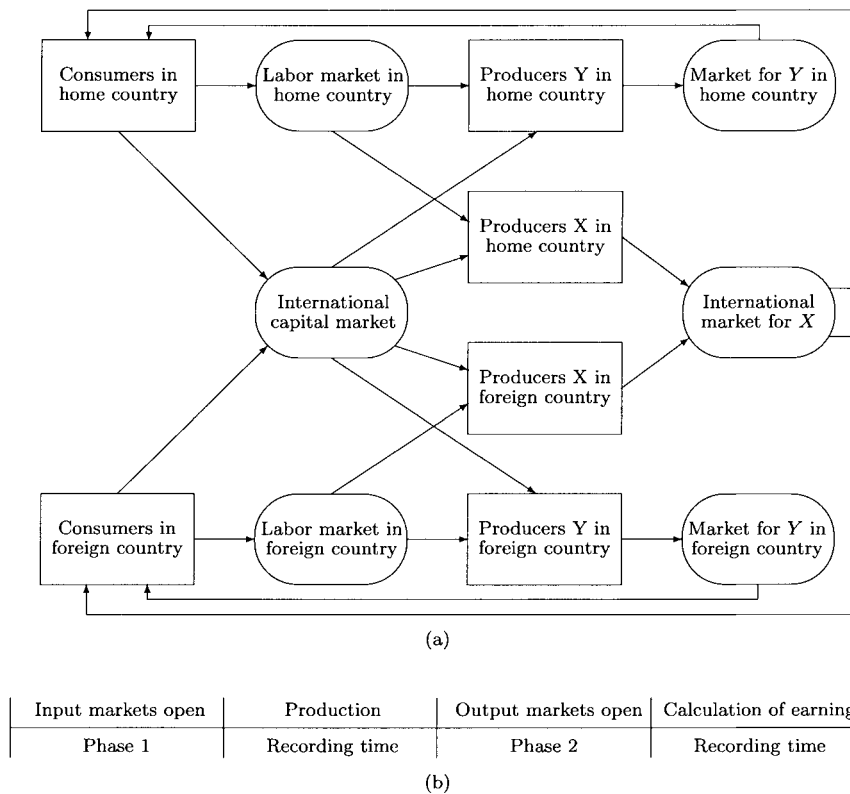 Consumers in
home country
Labor market in
home country
Producers Y in
home country
Market for Y in
home country
Producers X in
home country
International
capital market
International
market for X
Producers X in
foreign country
Consumers in
foreign country
Labor market in
foreign country
Producers Y in
foreign country
Market for Y in
foreign country
(a)
Input markets open Production Output markets open Calculation of earning
Phase 1 Recording time Phase 2 Recording time
(b)